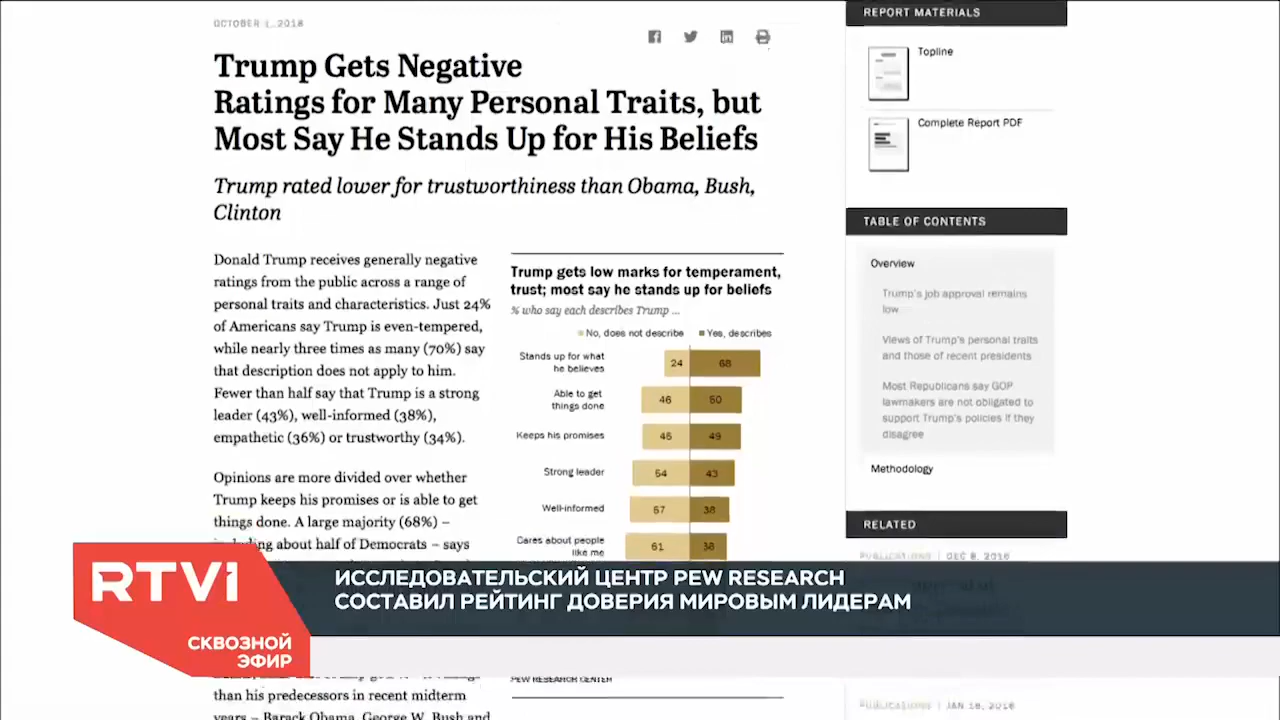 OCTOBER 1, 2018
Trump Gets Negative
Ratings for Many Personal Traits, but
Most Say He Stands Up for His Beliefs
Trump rated lower for trustworthiness than Obama, Bush,
Clinton
Donald Trump receives generally negative
ratings from the public across a range of
personal traits and characteristics. Just 24%
of Americans say Trump is even-tempered,
while nearly three times as many (70%) say
that description does not apply to him.
Fewer than half say that Trump is a strong
leader (43%), well-informed (38%),
empathetic (36%) or trustworthy (34%).
Opinions are more divided over whether
Trump keeps his promises or is able to get
things done. A large majority (68%) –
including about half of Democrats – says
than his predecessors in recent midterm
years – Barack Obama, George W. Bush and
Trump gets low marks for temperament,
trust; most say he stands up for beliefs
% who say each describes Trump ...
No, does not describe Yes, describes
Stands up for what
he believes
24 68
Able to get
things done
46 50
Keeps his promises
45 49
Strong leader
54 43
Well-informed
57 38
Cares about people
like me
61 36
PEW RESEARCH CENTER
REPORT MATERIALS
Topline
Complete Report PDF
TABLE OF CONTENTS
Overview
Trump's job approval remains
low
Views of Trump's personal traits
and those of recent presidents
Most Republicans say GOP
lawmakers are not obligated to
support Trump's policies if they
disagree
Methodology
RELATED
PUBLICATIONS | DEC 8, 2016
PUBLICATIONS | JAN 18, 2018
RTVI
СКВОЗНОЙ
ЭФИР
ИССЛЕДОВАТЕЛЬСКИЙ ЦЕНТР PEW RESEARCH
СОСТАВИЛ РЕЙТИНГ ДОВЕРИЯ МИРОВЫМ ЛИДЕРАМ